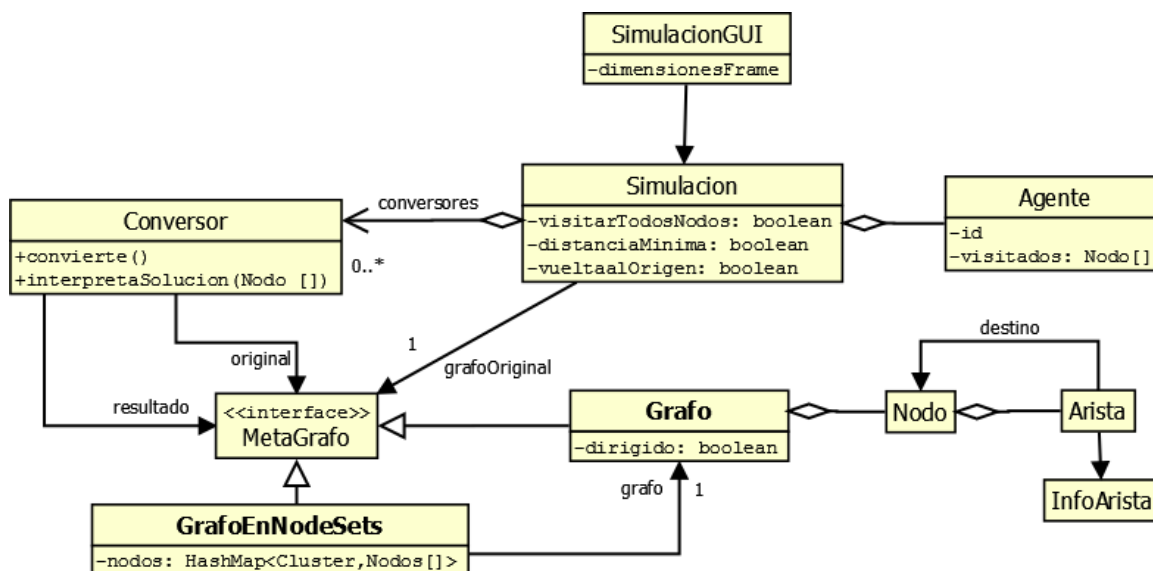 SimulacionGUI
-dimensionesFrame
Simulacion
-visitarTodosNodos: boolean
-distanciaMinima: boolean
-vueltaalOrigen: boolean
Agente
-id
-visitados: Nodo[]
Conversor
+convierte()
+interpretaSolucion(Nodo [])
conversores
0..*
original
resultado
1
grafoOriginal
<<interface>>
MetaGrafo
Grafo
-dirigido: boolean
destino
Nodo
Arista
InfoArista
grafo
1
GrafoEnNodeSets
-nodos: HashMap<Cluster,Nodos[]>